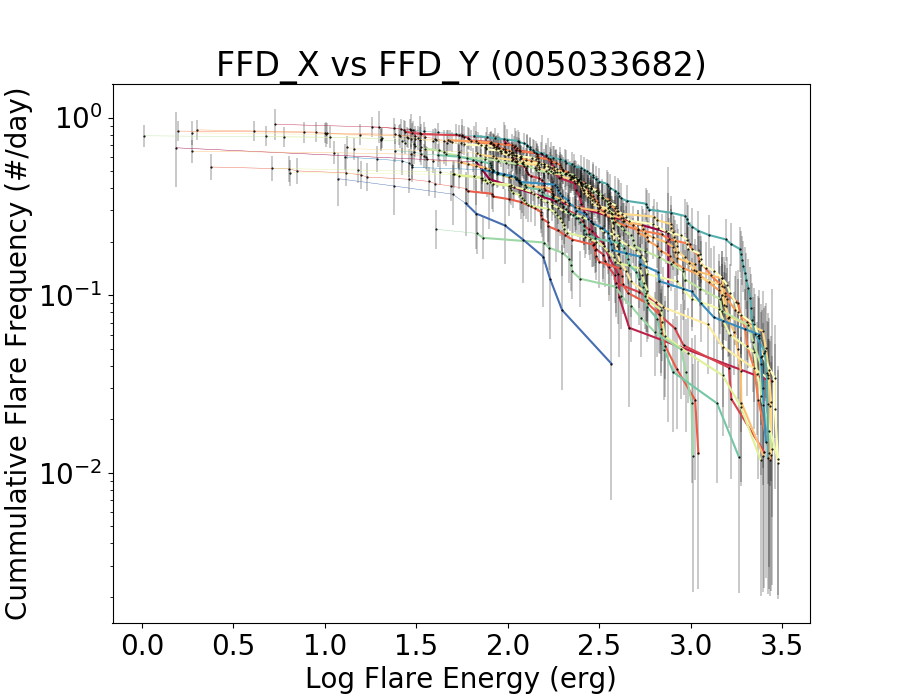 FFD_X vs FFD_Y (005033682)
Cummulative Flare Frequency (#/day)
10⁰
10⁻¹
10⁻²
0.0 0.5 1.0 1.5 2.0 2.5 3.0 3.5
Log Flare Energy (erg)